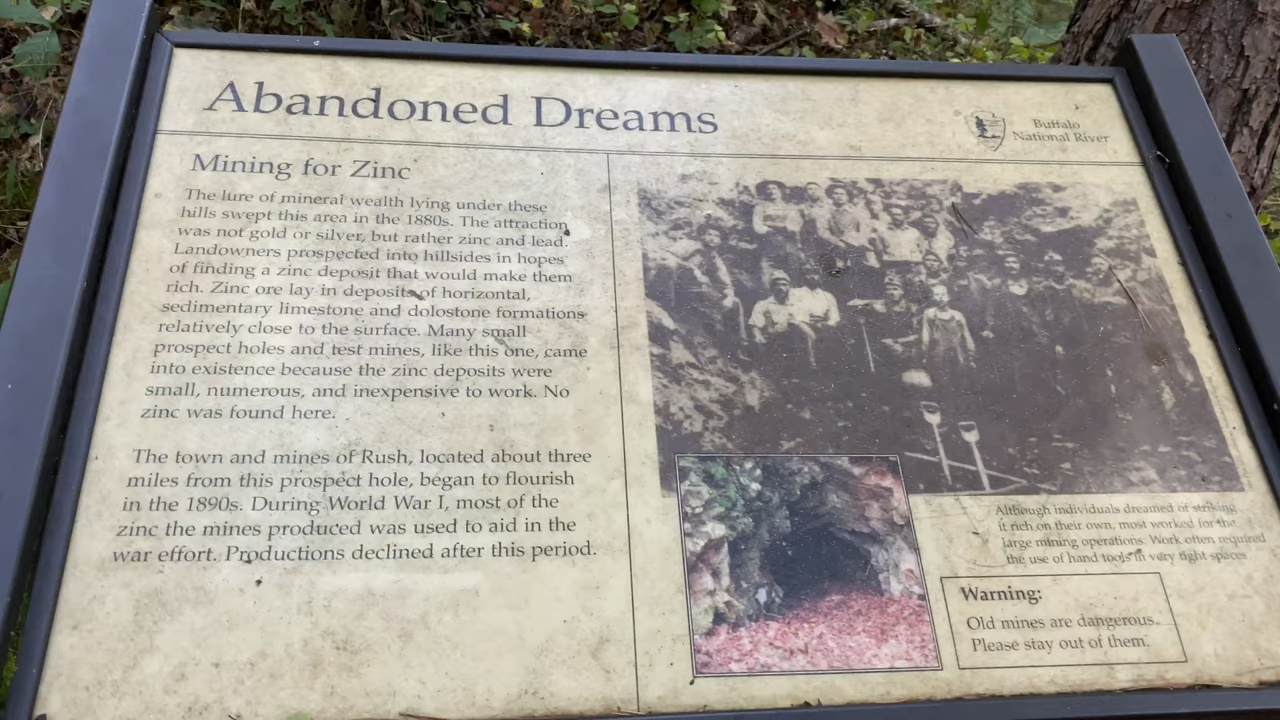 Abandoned Dreams
Buffalo
National River
Mining for Zinc
The lure of mineral wealth lying under these
hills swept this area in the 1880s. The attraction
was not gold or silver, but rather zinc and lead.
Landowners prospected into hillsides in hopes
of finding a zinc deposit that would make them
rich. Zinc ore lay in deposits of horizontal,
sedimentary limestone and dolostone formations
relatively close to the surface. Many small
prospect holes and test mines, like this one, came
into existence because the zinc deposits were
small, numerous, and inexpensive to work. No
zinc was found here.
The town and mines of Rush, located about three
miles from this prospect hole, began to flourish
in the 1890s. During World War I, most of the
zinc the mines produced was used to aid in the
war effort. Productions declined after this period.
Although individuals dreamed of striking
it rich on their own, most worked for the
large mining operations. Work often required
the use of hand tools in very tight spaces
Warning:
Old mines are dangerous.
Please stay out of them.